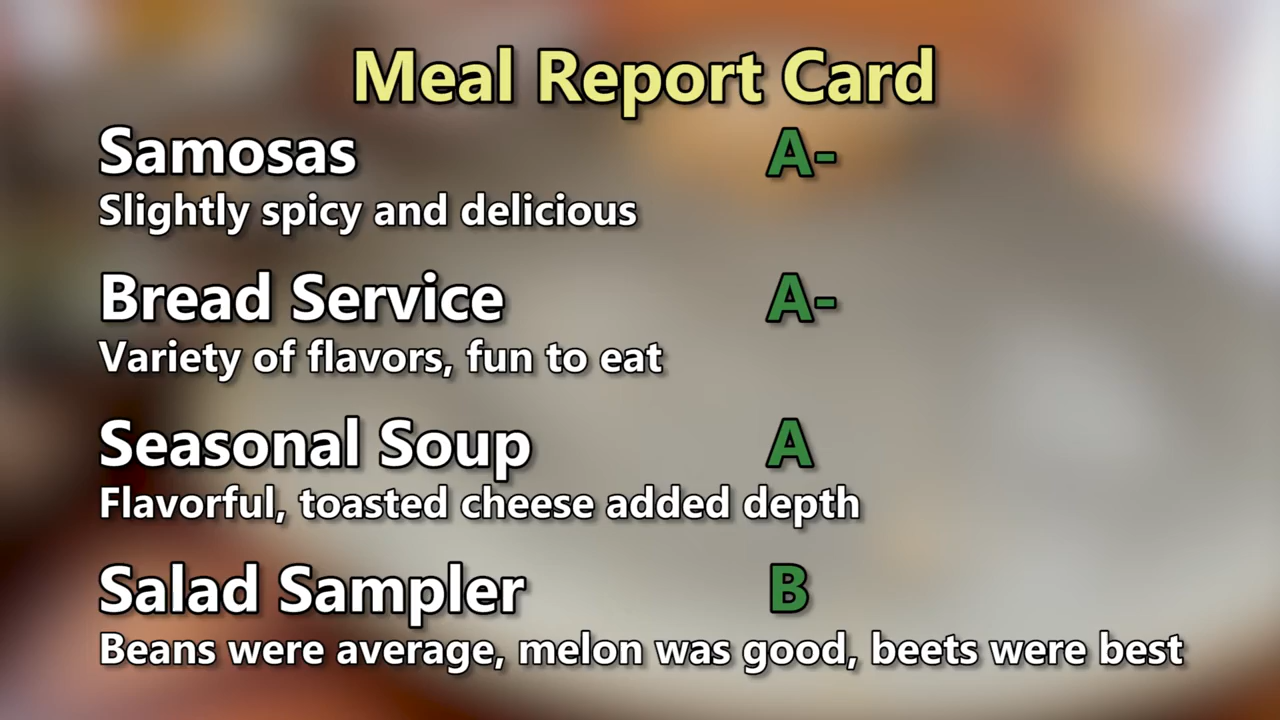 Meal Report Card
Samosas A-
Slightly spicy and delicious
Bread Service A-
Variety of flavors, fun to eat
Seasonal Soup A
Flavorful, toasted cheese added depth
Salad Sampler B
Beans were average, melon was good, beets were best